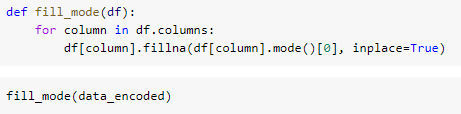 def fill_mode(df):
    for column in df.columns:
        df[column].fillna(df[column].mode()[0], inplace=True)
fill_mode(data_encoded)